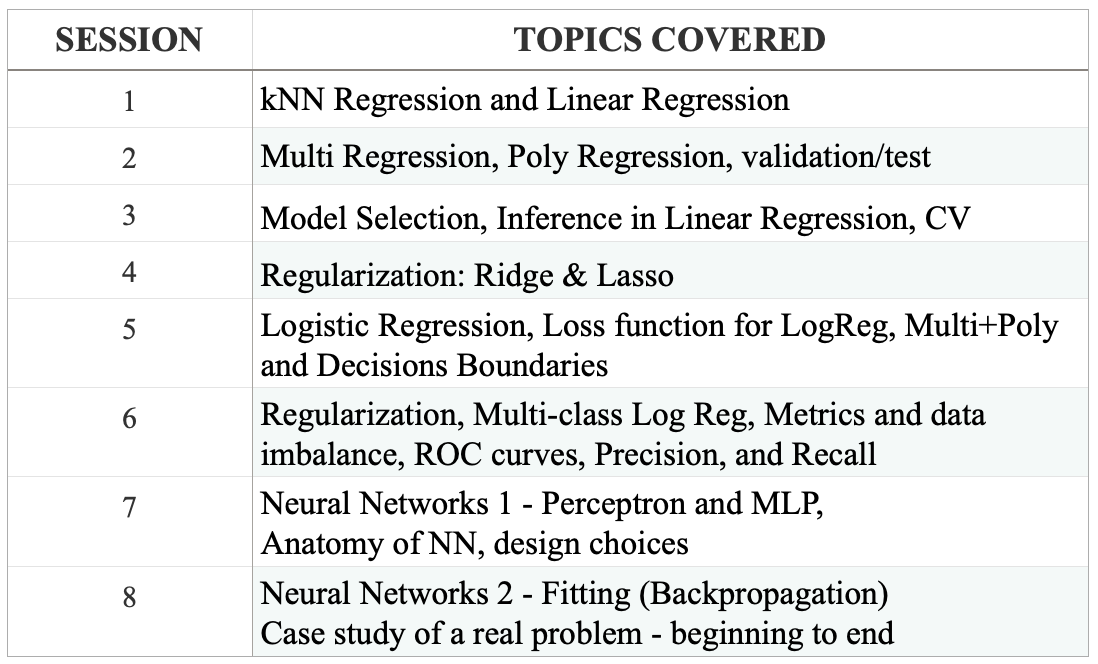 SESSION TOPICS COVERED
1 kNN Regression and Linear Regression
2 Multi Regression, Poly Regression, validation/test
3 Model Selection, Inference in Linear Regression, CV
4 Regularization: Ridge & Lasso
5 Logistic Regression, Loss function for LogReg, Multi+Poly
and Decisions Boundaries
6 Regularization, Multi-class Log Reg, Metrics and data
imbalance, ROC curves, Precision, and Recall
7 Neural Networks 1 - Perceptron and MLP,
Anatomy of NN, design choices
8 Neural Networks 2 - Fitting (Backpropagation)
Case study of a real problem - beginning to end